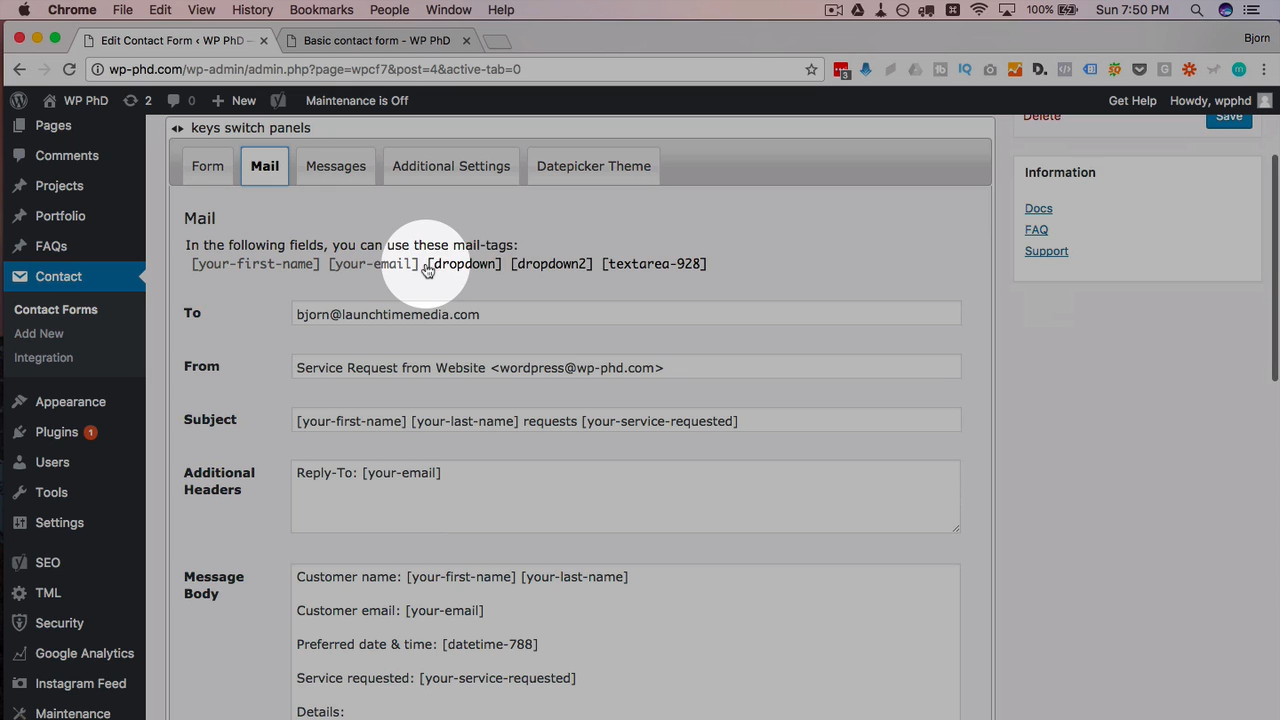 Chrome File Edit View History Bookmarks People Window Help 100% Sun 7:50 PM
Edit Contact Form ‹ WP PhD — Basic contact form - WP PhD Bjorn
wp-phd.com/wp-admin/admin.php?page=wpcf7&post=4&active-tab=0
WP PhD 2 0 New Maintenance is Off Get Help Howdy, wpphd
Pages
Comments
Projects
Portfolio
FAQs
Contact
Contact Forms
Add New
Integration
Appearance
Plugins 1
Users
Tools
Settings
SEO
TML
Security
Google Analytics
Instagram Feed
Maintenance
keys switch panels
Form Mail Messages Additional Settings Datepicker Theme
Mail
In the following fields, you can use these mail-tags:
[your-first-name] [your-email] [dropdown] [dropdown2] [textarea-928]
To bjorn@launchtimemedia.com
From Service Request from Website <wordpress@wp-phd.com>
Subject [your-first-name] [your-last-name] requests [your-service-requested]
Additional Headers
Reply-To: [your-email]
Message Body
Customer name: [your-first-name] [your-last-name]
Customer email: [your-email]
Preferred date & time: [datetime-788]
Service requested: [your-service-requested]
Details:
Delete Save
Information
Docs
FAQ
Support